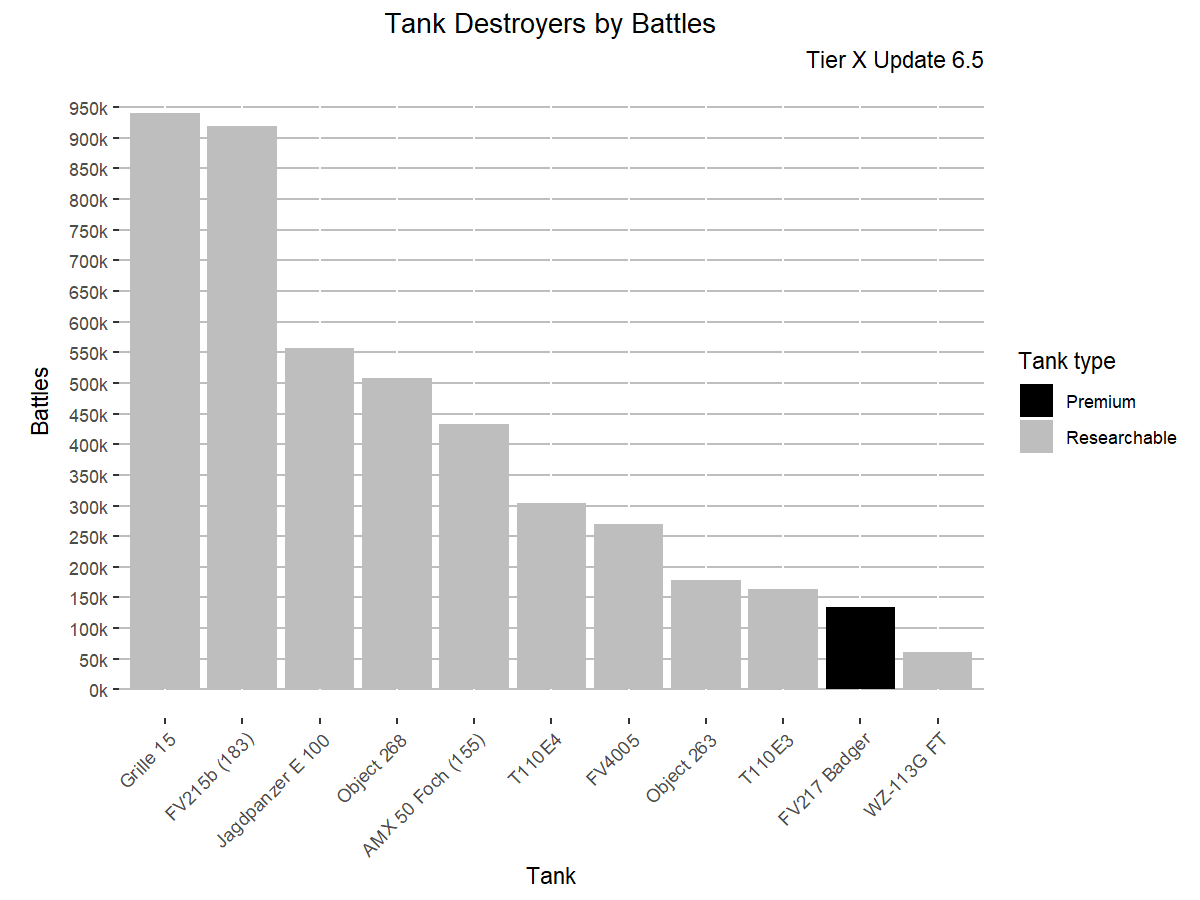 Tank Destroyers by Battles
Tier X Update 6.5
950k
900k
850k
800k
750k
700k
650k
600k
550k
500k
450k
400k
350k
300k
250k
200k
150k
100k
50k
0k
Battles
Grille 15
FV215b (183)
Jagdpanzer E 100
Object 268
AMX 50 Foch (155)
T110E4
FV4005
Object 263
T110E3
FV217 Badger
WZ-113G FT
Tank
Tank type
Premium
Researchable